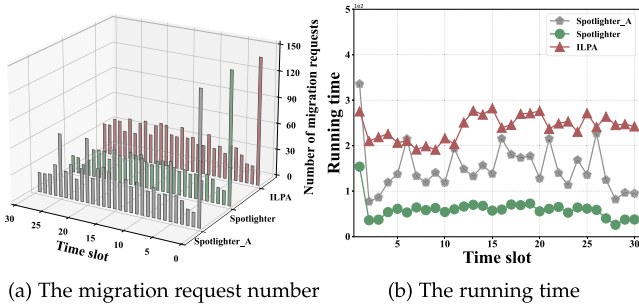 150
120
90
60
30
0
Number of migration requests
30
25
20
15
10
5
0
Time slot
ILPA
Spotlighter
Spotlighter_A
(a) The migration request number
1e2
5
4
3
2
1
0
Running time
5
10
15
20
25
30
Time slot
Spotlighter_A
Spotlighter
ILPA
(b) The running time